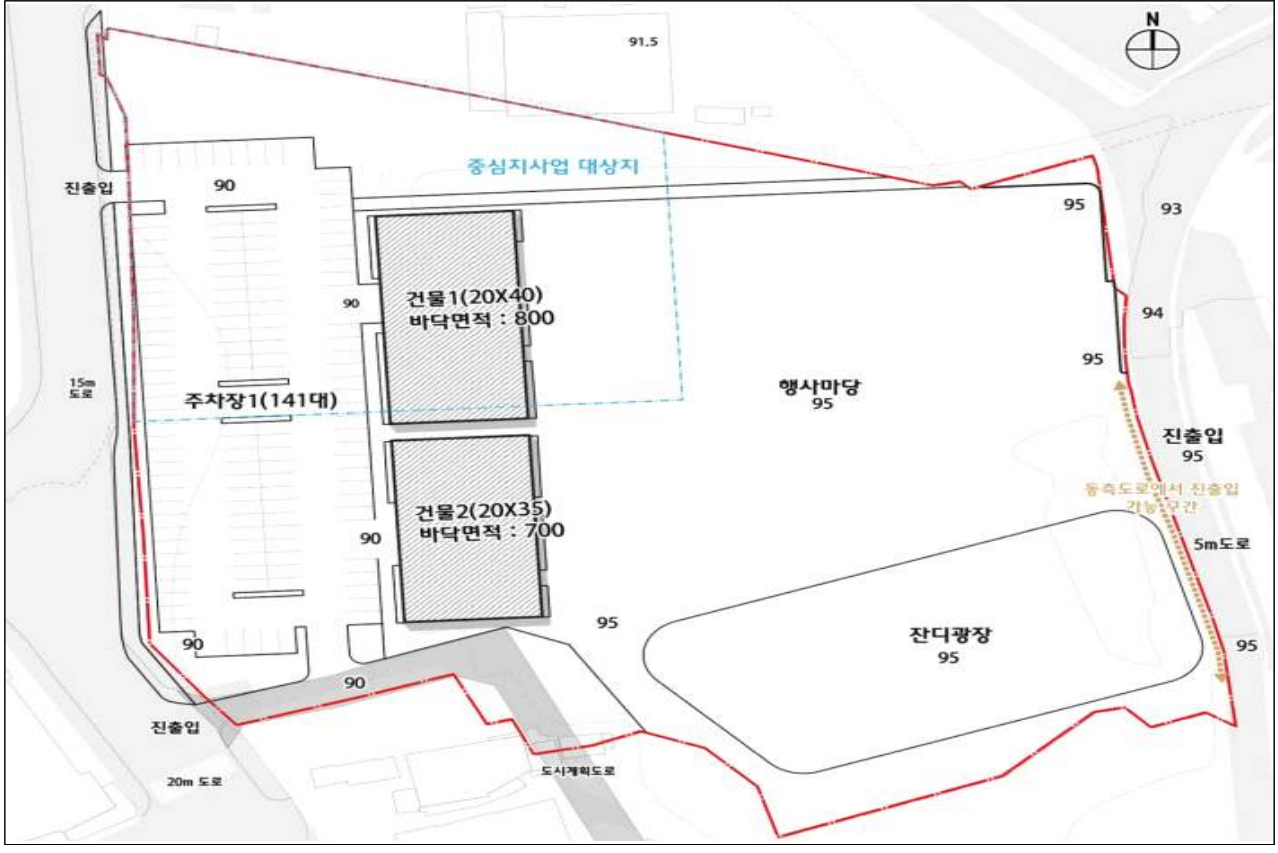 N
91.5
중심지사업 대상지
진출입
90
95
93
90
건물1(20X40)
바닥면적 : 800
94
95
15m
도로
주차장1(141대)
행사마당
95
진출입
95
동측도로에서 진출입
가능 구간
건물2(20X35)
바닥면적 : 700
90
5m도로
95
잔디광장
95
95
90
90
진출입
도시계획도로
20m 도로